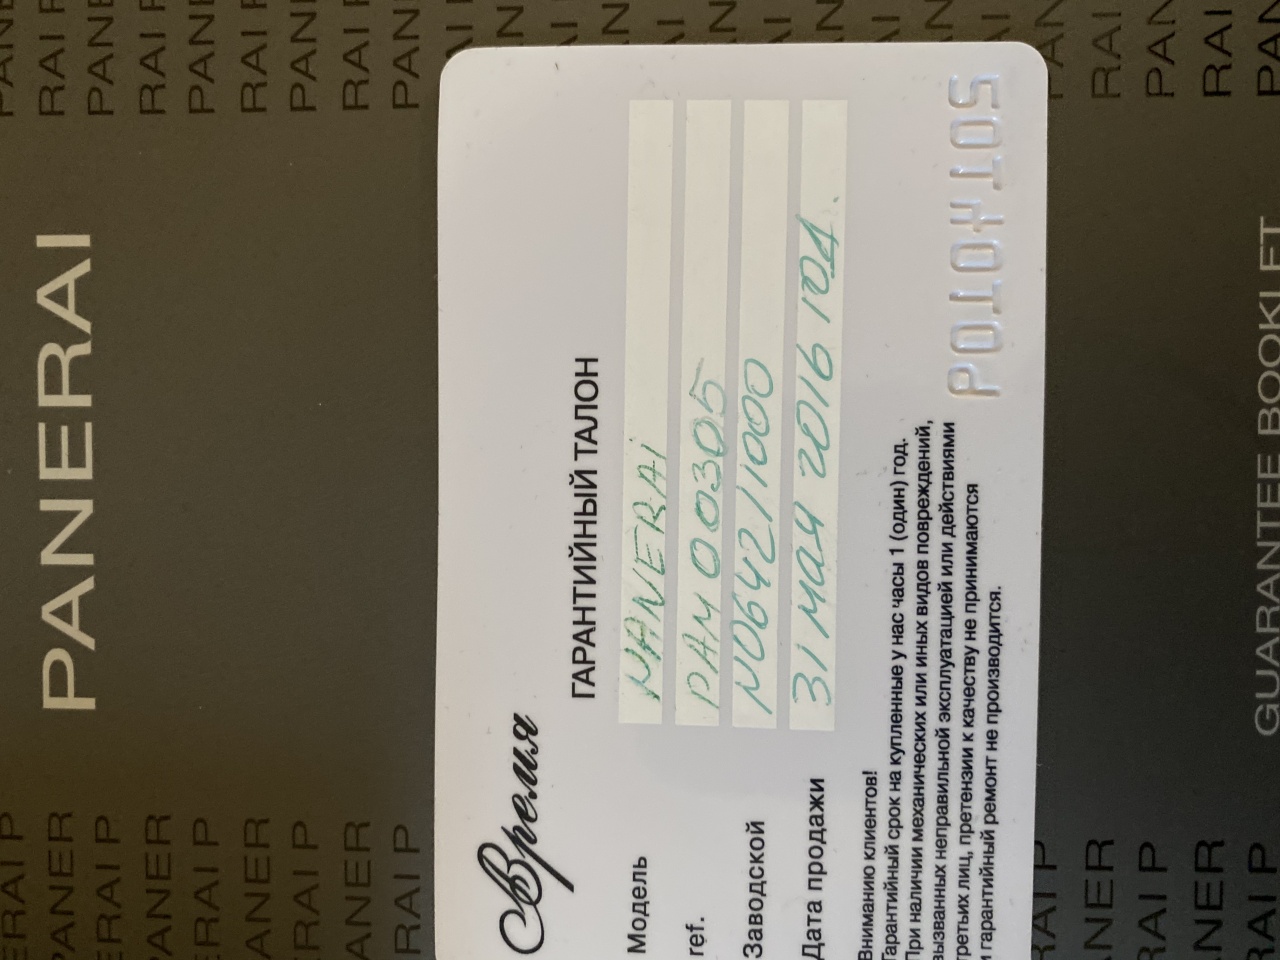 PANERAI
Время
ГАРАНТИЙНЫЙ ТАЛОН
Модель PANERAI
ref. PAM 00305
Заводской N0642/1000
Дата продажи 31 мая 2016 год.
Вниманию клиентов!
Гарантийный срок на купленные у нас часы 1 (один) год.
При наличии механических или иных видов повреждений,
вызванных неправильной эксплуатацией или действиями
третьих лиц, претензии к качеству не принимаются
и гарантийный ремонт не производится.
GUARANTEE BOOKLET